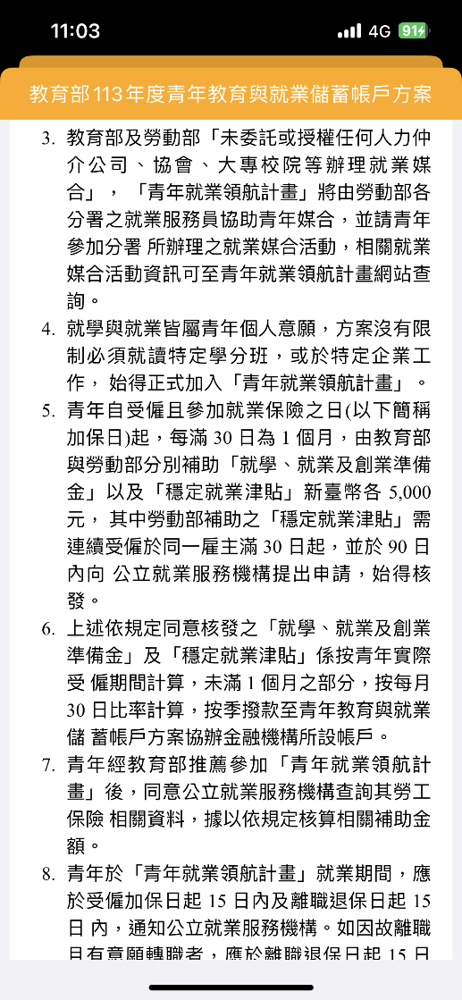 11:03
4G 91
教育部113年度青年教育與就業儲蓄帳戶方案
3. 教育部及勞動部「未委託或授權任何人力仲
介公司、協會、大專校院等辦理就業媒
合」，「青年就業領航計畫」將由勞動部各
分署之就業服務員協助青年媒合，並請青年
參加分署 所辦理之就業媒合活動，相關就業
媒合活動資訊可至青年就業領航計畫網站查
詢。
4. 就學與就業皆屬青年個人意願，方案沒有限
制必須就讀特定學分班，或於特定企業工
作， 始得正式加入「青年就業領航計畫」。
5. 青年自受僱且參加就業保險之日(以下簡稱
加保日)起，每滿 30 日為 1 個月，由教育部
與勞動部分別補助「就學、就業及創業準備
金」以及「穩定就業津貼」新臺幣各 5,000
元， 其中勞動部補助之「穩定就業津貼」需
連續受僱於同一雇主滿 30 日起，並於 90 日
內向 公立就業服務機構提出申請，始得核
發。
6. 上述依規定同意核發之「就學、就業及創業
準備金」及「穩定就業津貼」係按青年實際
受 僱期間計算，未滿 1 個月之部分，按每月
30 日比率計算，按季撥款至青年教育與就業
儲 蓄帳戶方案協辦金融機構所設帳戶。
7. 青年經教育部推薦參加「青年就業領航計
畫」後，同意公立就業服務機構查詢其勞工
保險 相關資料，據以依規定核算相關補助金
額。
8. 青年於「青年就業領航計畫」就業期間，應
於受僱加保日起 15 日內及離職退保日起 15
日 內，通知公立就業服務機構。如因故離職
且有意願轉職者，應於離職退保日起 15 日